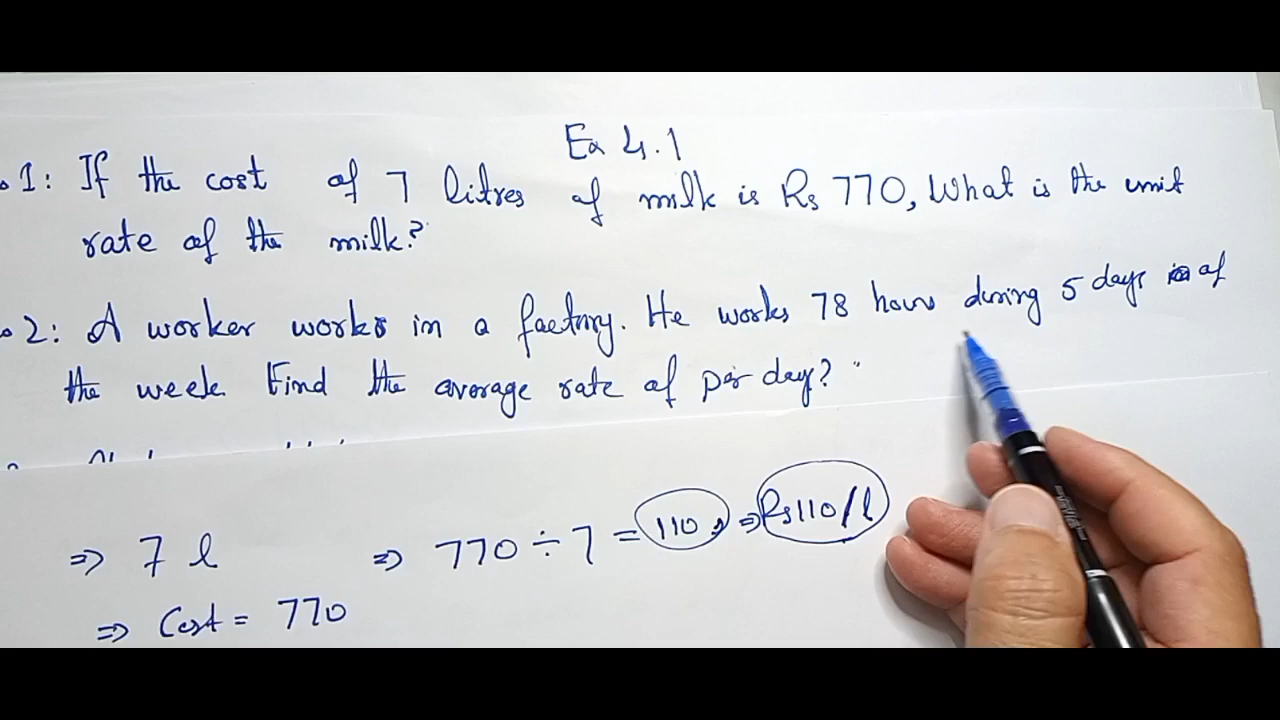 Ex 4.1
1: If the cost of 7 litres of milk is Rs 770, What is the unit
rate of the milk?
2: A worker works in a factory. He works 78 hours during 5 days of
the week Find the average rate of per day?
⇒ 7 l ⇒ 770 ÷ 7 = 110 ⇒ Rs110/l
⇒ Cost = 770